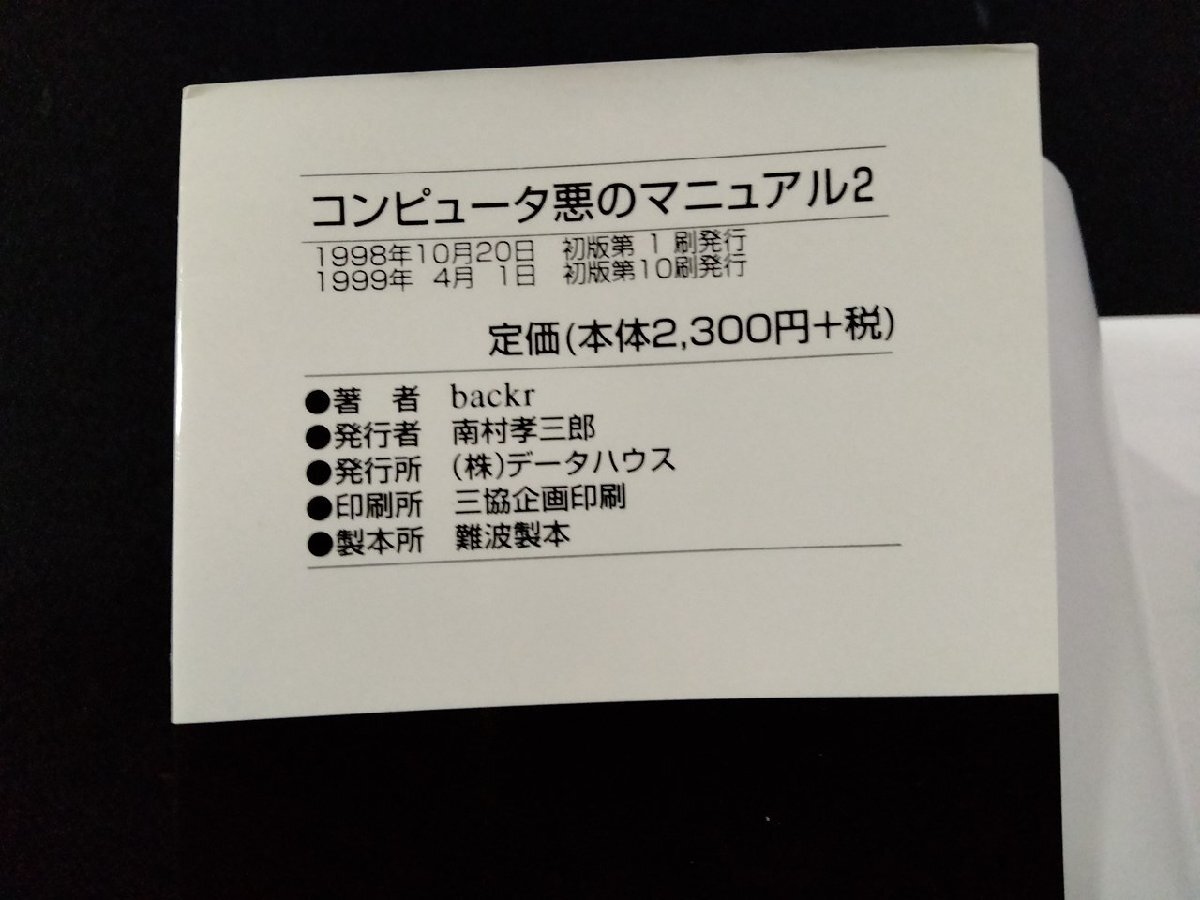 コンピュータ悪のマニュアル2
1998年10月20日　初版第 1 刷発行
1999年 4月 1日　初版第10刷発行
定価(本体2,300円+税)
●著　者　backr
●発行者　南村孝三郎
●発行所　(株)データハウス
●印刷所　三協企画印刷
●製本所　難波製本